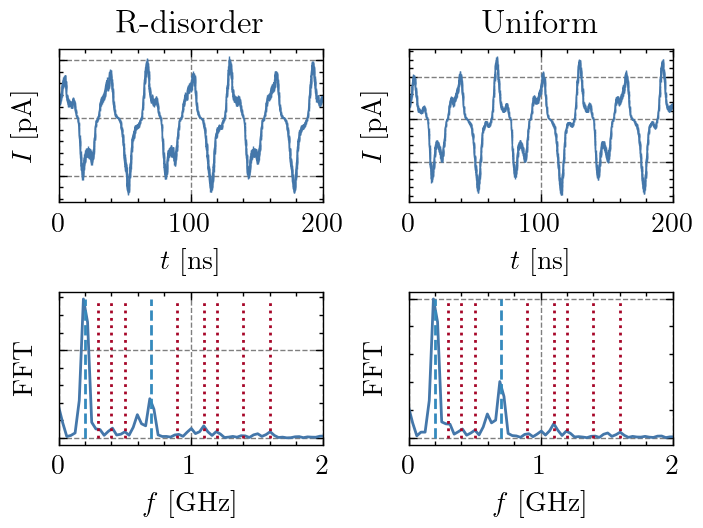 R-disorder
Uniform
I [pA]
I [pA]
0 100 200
0 100 200
t [ns]
t [ns]
FFT
FFT
0 1 2
0 1 2
f [GHz]
f [GHz]